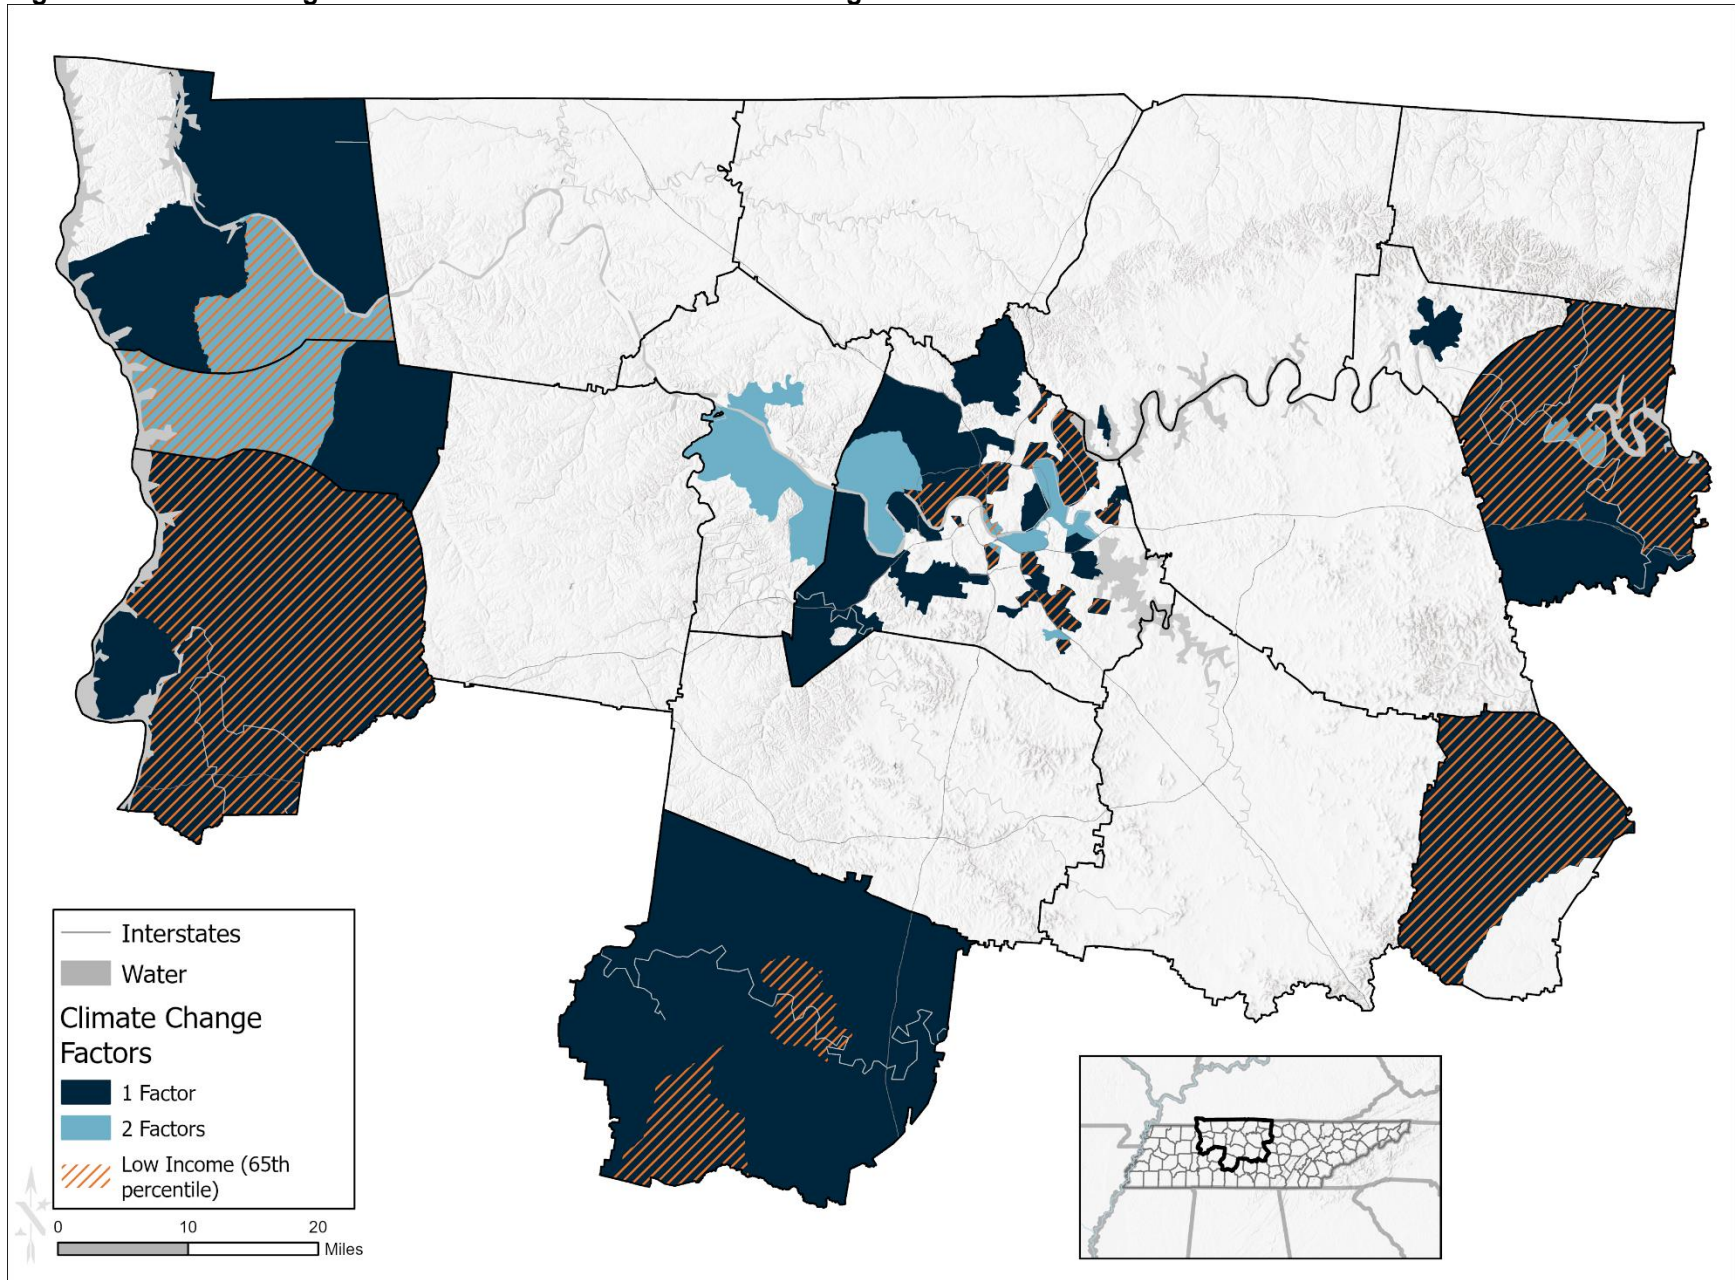 Interstates
Water
Climate Change
Factors
1 Factor
2 Factors
Low Income (65th
percentile)
N
0 10 20
Miles